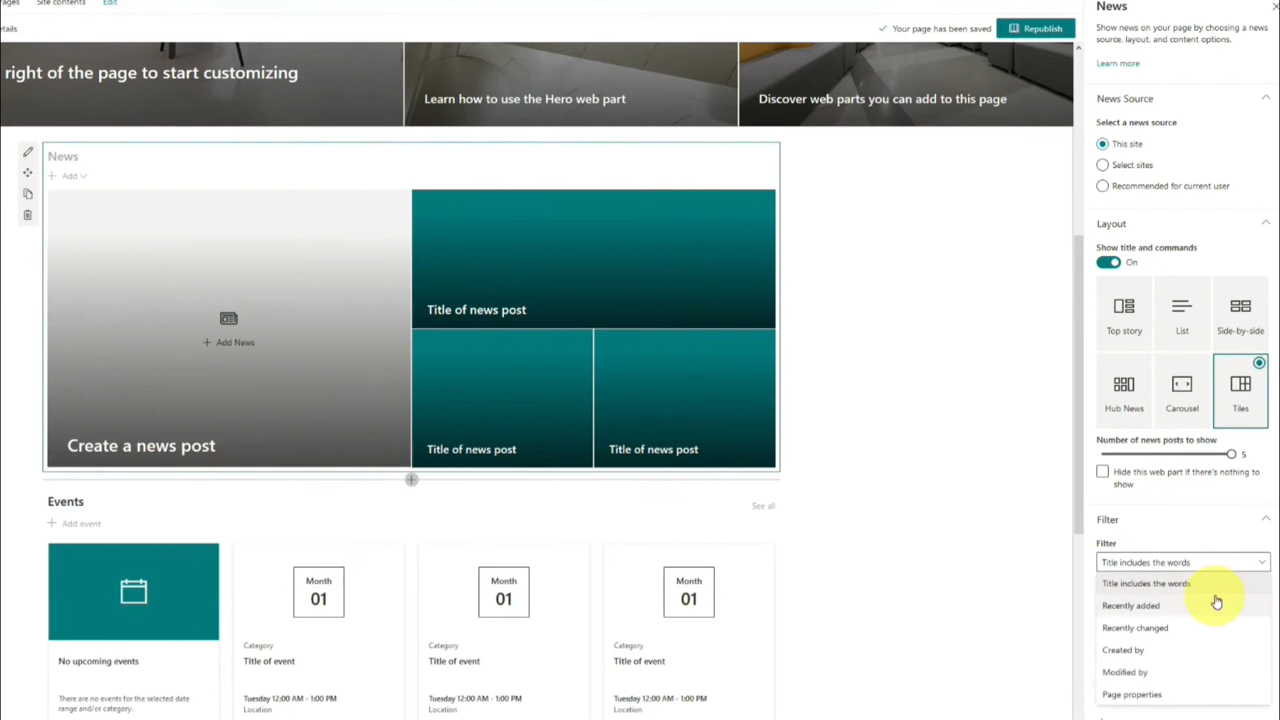 ages Site contents Edit
etails
Your page has been saved Republish
right of the page to start customizing
Learn how to use the Hero web part
Discover web parts you can add to this page
News
+ Add
+ Add News
Create a news post
Title of news post
Title of news post
Title of news post
Events
See all
+ Add event
No upcoming events
There are no events for the selected date
range and/or category.
Month
01
Category
Title of event
Tuesday 12:00 AM - 1:00 PM
Location
Month
01
Category
Title of event
Tuesday 12:00 AM - 1:00 PM
Location
Month
01
Category
Title of event
Tuesday 12:00 AM - 1:00 PM
Location
News
Show news on your page by choosing a news
source, layout, and content options.
Learn more
News Source
Select a news source
This site
Select sites
Recommended for current user
Layout
Show title and commands
On
Top story
List
Side-by-side
Hub News
Carousel
Tiles
Number of news posts to show
5
Hide this web part if there's nothing to
show
Filter
Filter
Title includes the words
Title includes the words
Recently added
Recently changed
Created by
Modified by
Page properties